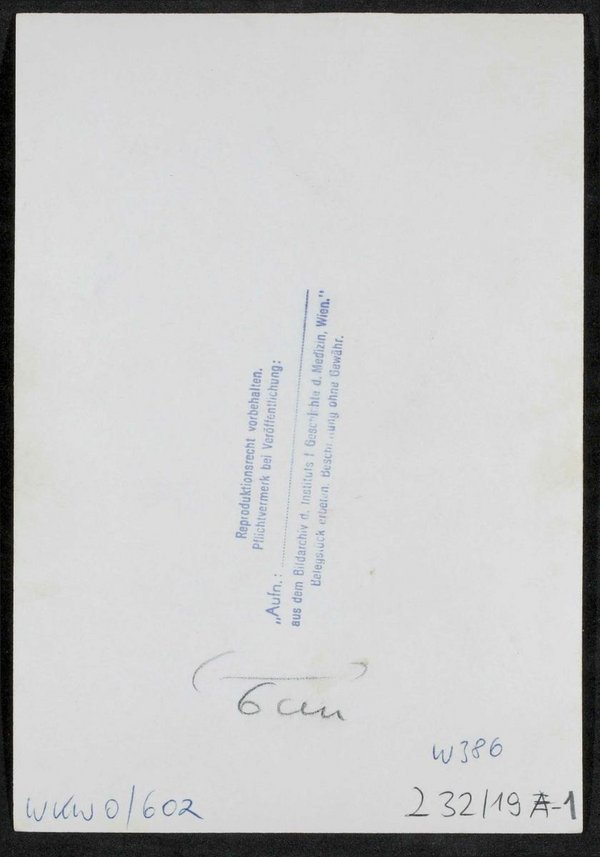 Reproduktionsrecht vorbehalten.
Pflichtvermerk bei Veröffentlichung:
„Aufn.:
aus dem Bildarchiv d. Instituts f Geschichte d. Medizin, Wien."
Belegstück erbeten. Beschreibung ohne Gewähr.
6 cm
W386
WKW0/602
232/19 A-1